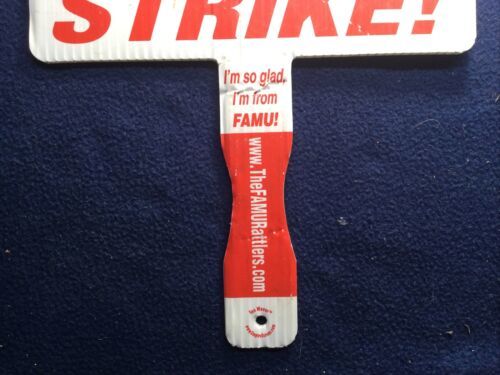 STRIKE!
I'm so glad,
I'm from
FAMU!
www.TheFAMURattlers.com